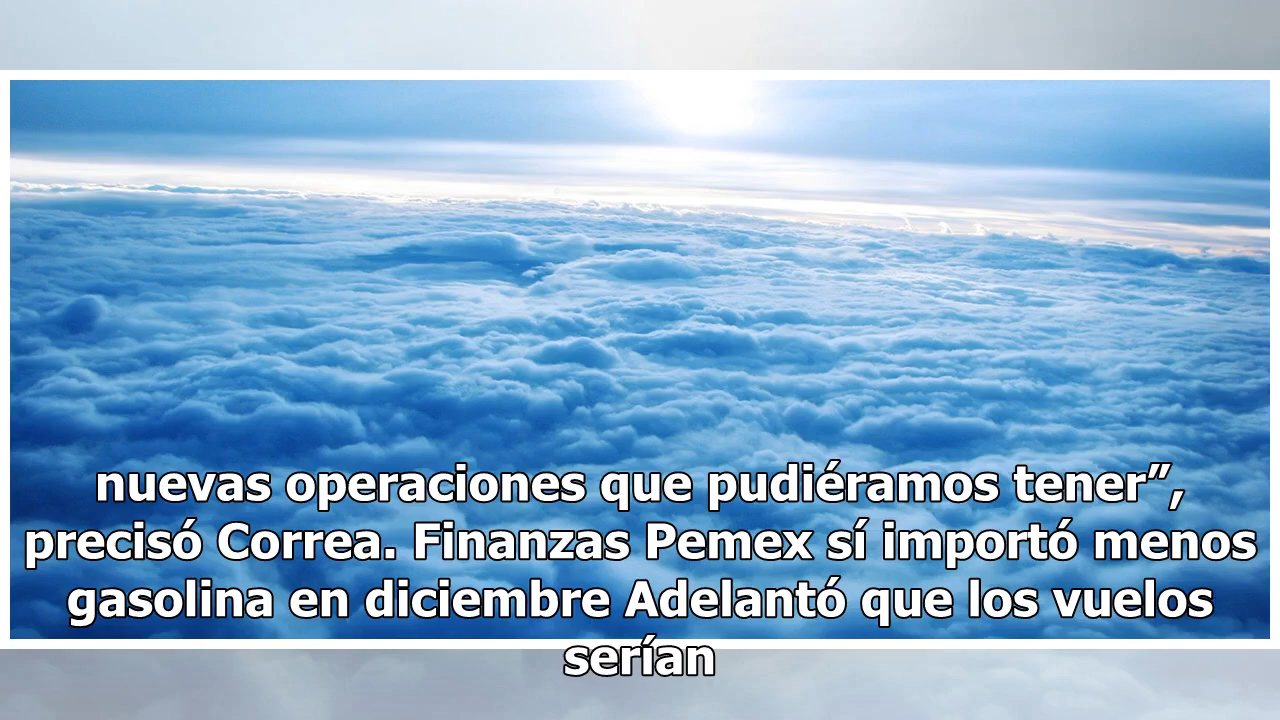 nuevas operaciones que pudiéramos tener”,
precisó Correa. Finanzas Pemex sí importó menos
gasolina en diciembre Adelantó que los vuelos
serían